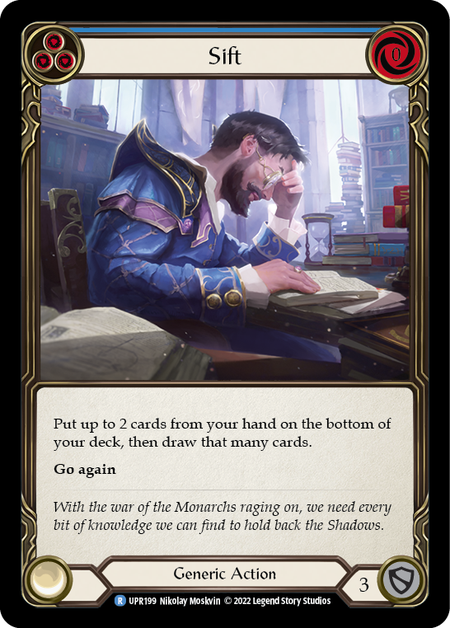 Sift
0
Put up to 2 cards from your hand on the bottom of
your deck, then draw that many cards.
Go again
With the war of the Monarchs raging on, we need every
bit of knowledge we can find to hold back the Shadows.
Generic Action
3
R UPR199 Nikolay Moskvin © 2022 Legend Story Studios